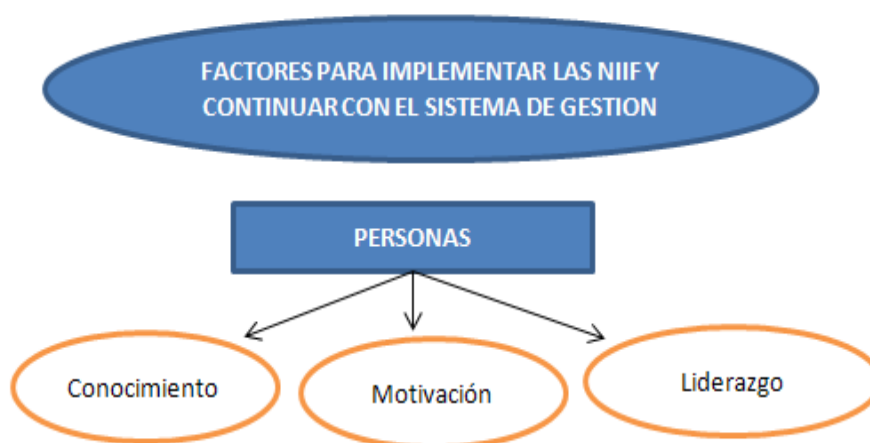 FACTORES PARA IMPLEMENTAR LAS NIIF Y
CONTINUAR CON EL SISTEMA DE GESTION
PERSONAS
Conocimiento
Motivación
Liderazgo